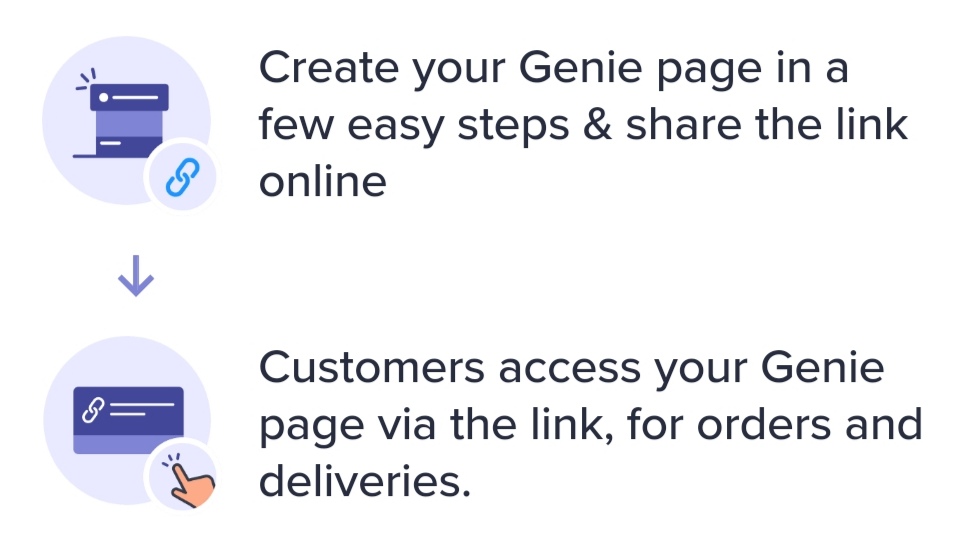 Create your Genie page in a
few easy steps & share the link
online
Customers access your Genie
page via the link, for orders and
deliveries.